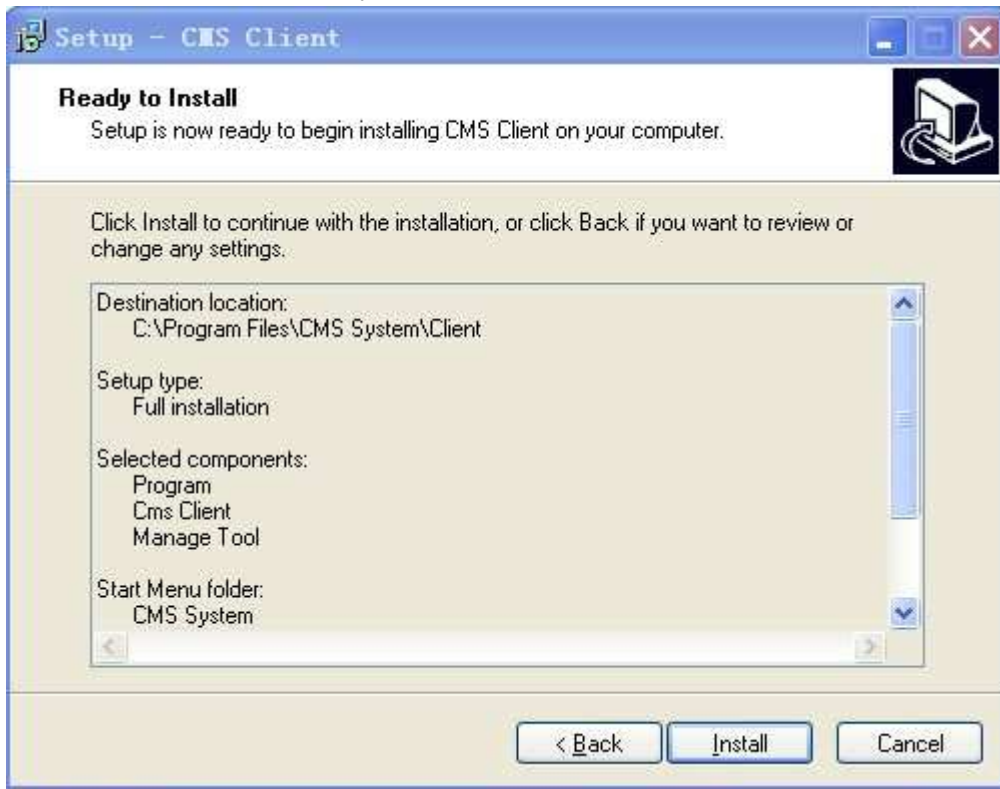 Setup - CMS Client
Ready to Install
Setup is now ready to begin installing CMS Client on your computer.
Click Install to continue with the installation, or click Back if you want to review or
change any settings.
Destination location:
C:\Program Files\CMS System\Client
Setup type:
Full installation
Selected components:
Program
Cms Client
Manage Tool
Start Menu folder:
CMS System
< Back
Install
Cancel